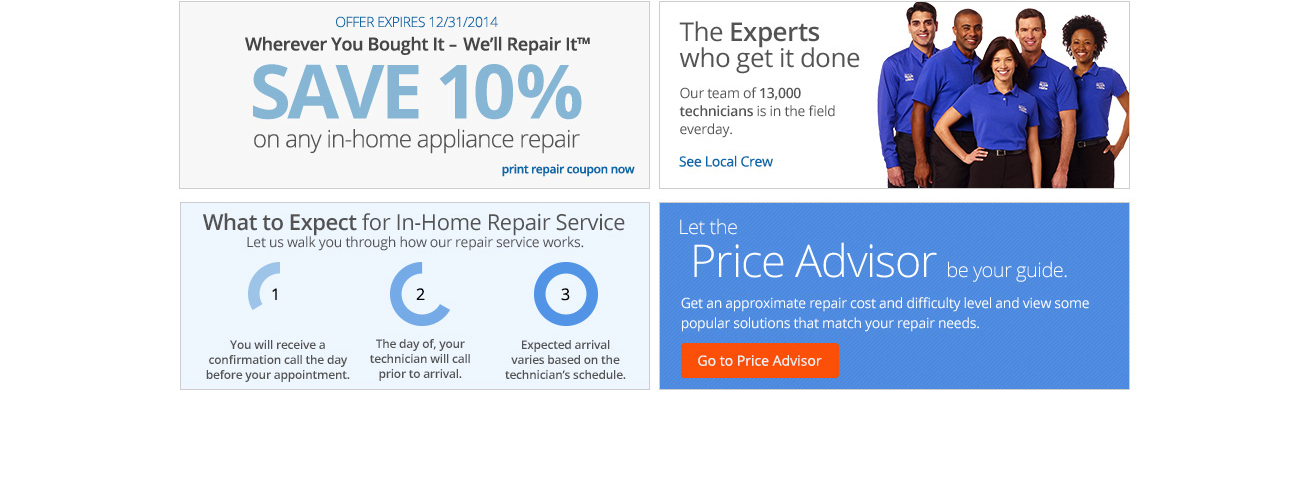 OFFER EXPIRES 12/31/2014
Wherever You Bought It – We'll Repair It™
SAVE 10%
on any in-home appliance repair
print repair coupon now
The Experts
who get it done
Our team of 13,000
technicians is in the field
everday.
See Local Crew
What to Expect for In-Home Repair Service
Let us walk you through how our repair service works.
1
You will receive a
confirmation call the day
before your appointment.
2
The day of, your
technician will call
prior to arrival.
3
Expected arrival
varies based on the
technician's schedule.
Let the
Price Advisor be your guide.
Get an approximate repair cost and difficulty level and view some
popular solutions that match your repair needs.
Go to Price Advisor